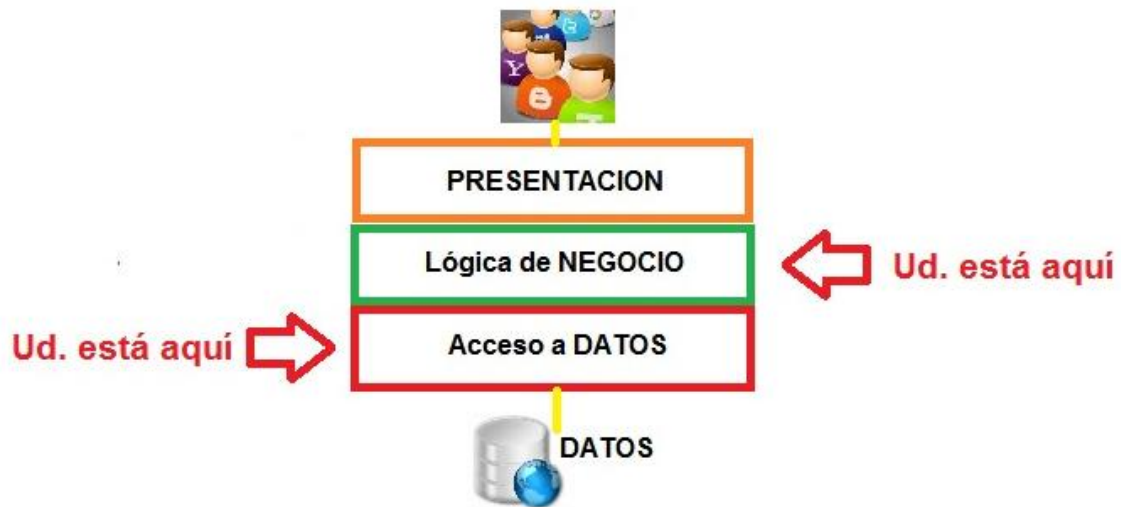 PRESENTACION
Lógica de NEGOCIO
Ud. está aquí
Acceso a DATOS
Ud. está aquí
DATOS